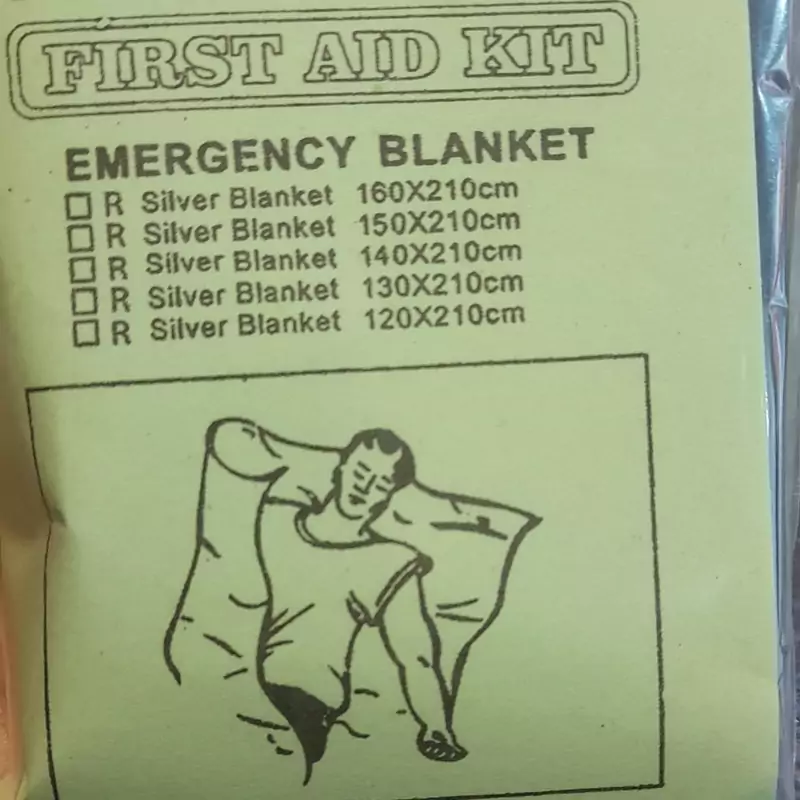 FIRST AID KIT
EMERGENCY BLANKET
☐ R Silver Blanket 160X210cm
☐ R Silver Blanket 150X210cm
☐ R Silver Blanket 140X210cm
☐ R Silver Blanket 130X210cm
☐ R Silver Blanket 120X210cm